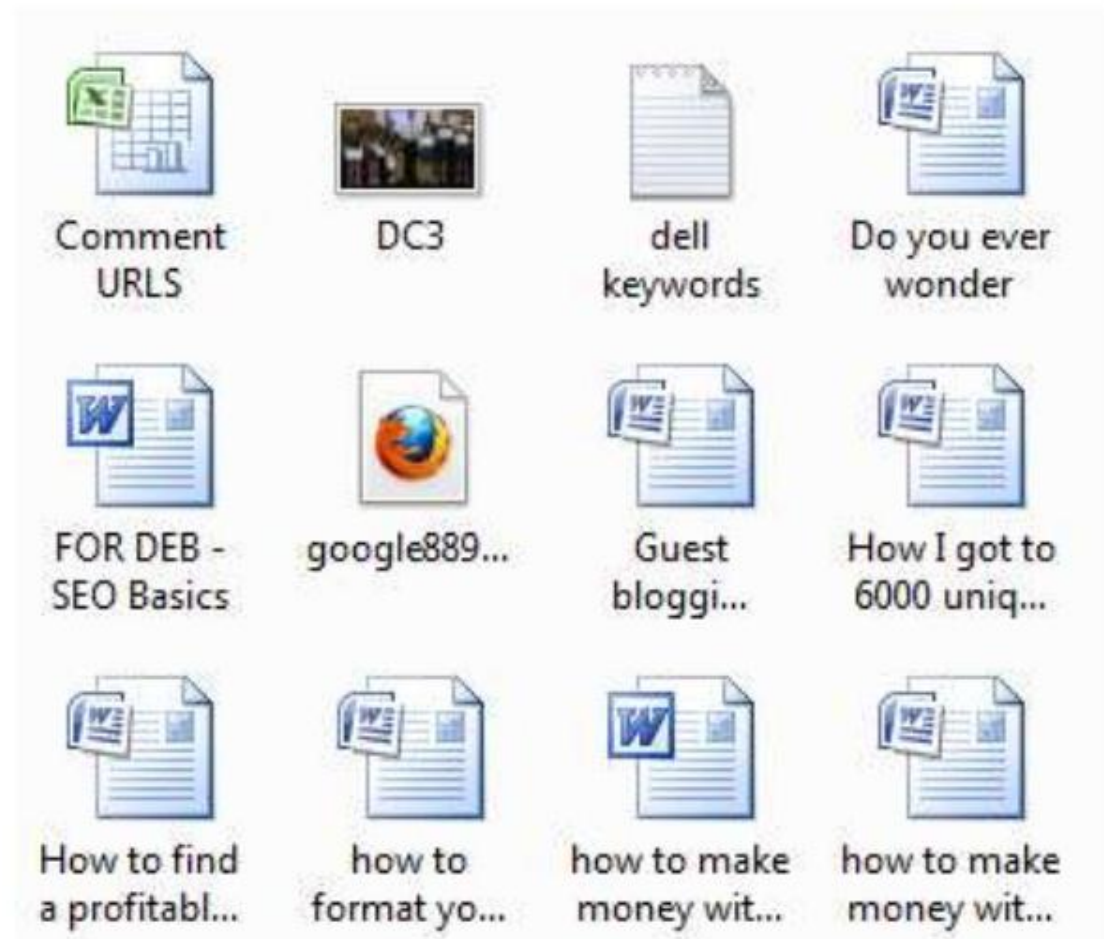 Comment
URLS
DC3
dell
keywords
Do you ever
wonder
FOR DEB -
SEO Basics
google889...
Guest
bloggi...
How I got to
6000 uniq...
How to find
a profitabl...
how to
format yo...
how to make
money wit...
how to make
money wit...